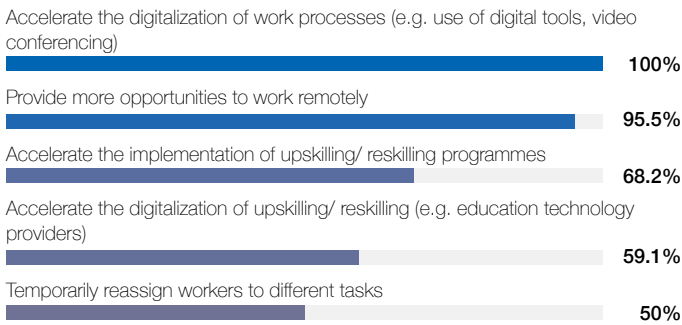 Accelerate the digitalization of work processes (e.g. use of digital tools, video
conferencing)
100%
Provide more opportunities to work remotely
95.5%
Accelerate the implementation of upskilling/ reskilling programmes
68.2%
Accelerate the digitalization of upskilling/ reskilling (e.g. education technology
providers)
59.1%
Temporarily reassign workers to different tasks
50%